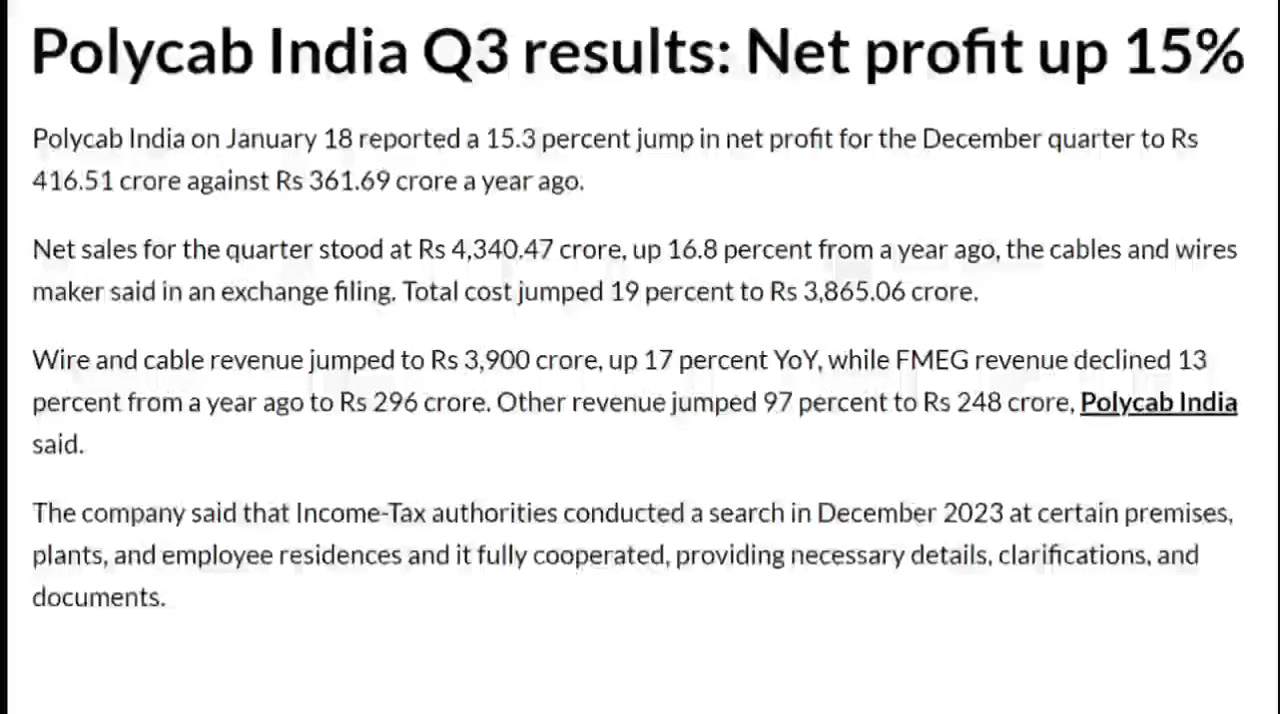 Polycab India Q3 results: Net profit up 15%
Polycab India on January 18 reported a 15.3 percent jump in net profit for the December quarter to Rs
416.51 crore against Rs 361.69 crore a year ago.
Net sales for the quarter stood at Rs 4,340.47 crore, up 16.8 percent from a year ago, the cables and wires
maker said in an exchange filing. Total cost jumped 19 percent to Rs 3,865.06 crore.
Wire and cable revenue jumped to Rs 3,900 crore, up 17 percent YoY, while FMEG revenue declined 13
percent from a year ago to Rs 296 crore. Other revenue jumped 97 percent to Rs 248 crore, Polycab India
said.
The company said that Income-Tax authorities conducted a search in December 2023 at certain premises,
plants, and employee residences and it fully cooperated, providing necessary details, clarifications, and
documents.